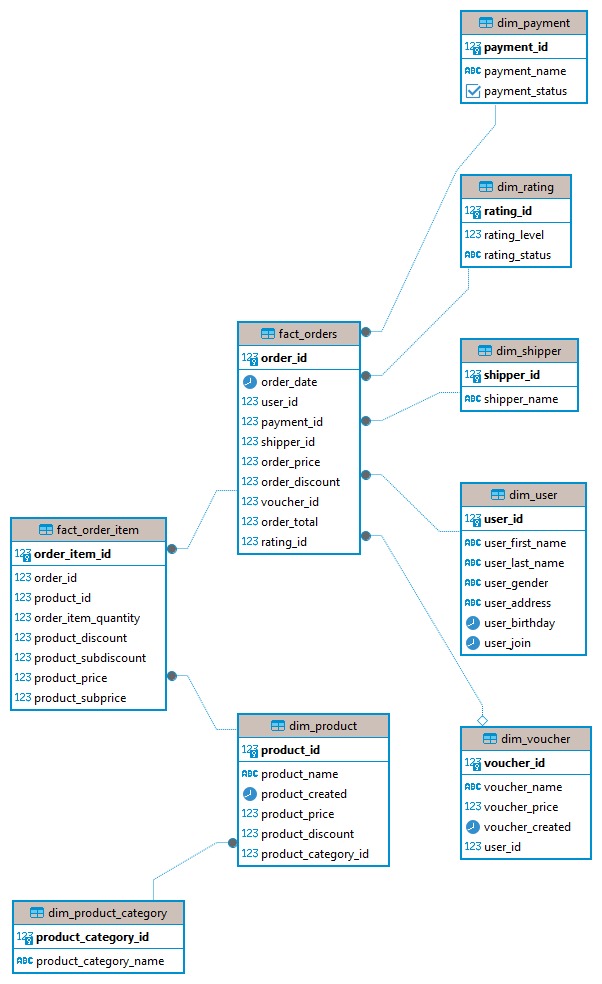 dim_payment
123 payment_id
ABC payment_name
payment_status
dim_rating
123 rating_id
123 rating_level
ABC rating_status
fact_orders
123 order_id
order_date
123 user_id
123 payment_id
123 shipper_id
123 order_price
123 order_discount
123 voucher_id
123 order_total
123 rating_id
dim_shipper
123 shipper_id
ABC shipper_name
dim_user
123 user_id
ABC user_first_name
ABC user_last_name
ABC user_gender
ABC user_address
user_birthday
user_join
fact_order_item
123 order_item_id
123 order_id
123 product_id
123 order_item_quantity
123 product_discount
123 product_subdiscount
123 product_price
123 product_subprice
dim_product
123 product_id
ABC product_name
product_created
123 product_price
123 product_discount
123 product_category_id
dim_voucher
123 voucher_id
ABC voucher_name
123 voucher_price
voucher_created
123 user_id
dim_product_category
123 product_category_id
ABC product_category_name